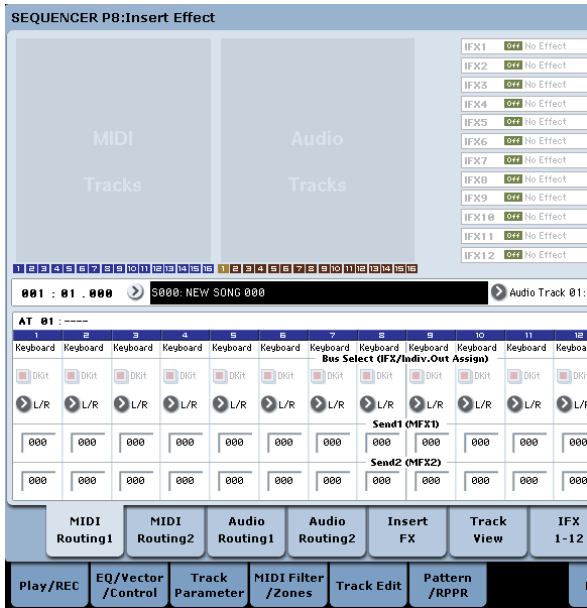 SEQUENCER P8:Insert Effect
IFX1 Off No Effect
IFX2 Off No Effect
IFX3 Off No Effect
IFX4 Off No Effect
IFX5 Off No Effect
IFX6 Off No Effect
IFX7 Off No Effect
IFX8 Off No Effect
IFX9 Off No Effect
IFX10 Off No Effect
IFX11 Off No Effect
IFX12 Off No Effect
MIDI Audio
Tracks Tracks
1 2 3 4 5 6 7 8 9 10 11 12 13 14 15 16 1 2 3 4 5 6 7 8 9 10 11 12 13 14 15 16
001 : 01 . 000 S000: NEW SONG 000 Audio Track 01:
AT 01 :----
1 2 3 4 5 6 7 8 9 10 11 12
Keyboard Keyboard Keyboard Keyboard Keyboard Keyboard Keyboard Keyboard Keyboard Keyboard Keyboard
Bus Select (IFX/Indiv.Out Assign)
DKit DKit DKit DKit DKit DKit DKit DKit DKit DKit DKit
L/R L/R L/R L/R L/R L/R L/R L/R L/R L/R L/R
Send1 (MFX1)
000 000 000 000 000 000 000 000 000 000 000 000
Send2 (MFX2)
000 000 000 000 000 000 000 000 000 000 000 000
MIDI Routing1 MIDI Routing2 Audio Routing1 Audio Routing2 Insert FX Track View IFX 1-12
Play/REC EQ/Vector /Control Track Parameter MIDI Filter /Zones Track Edit Pattern /RPPR